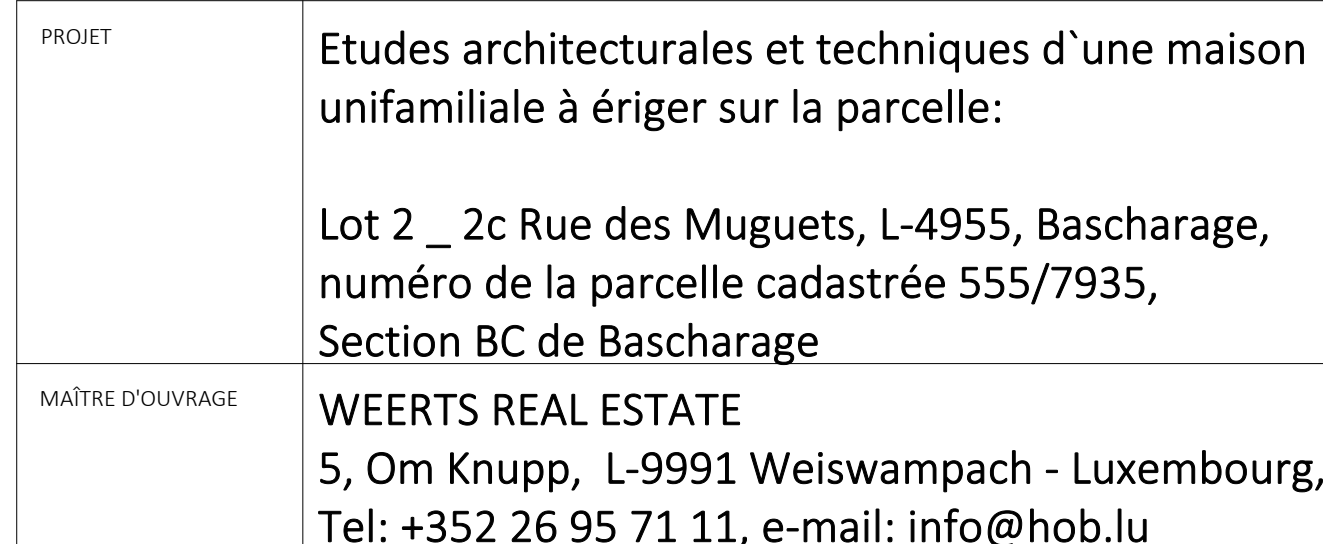 PROJET
Etudes architecturales et techniques d`une maison
unifamiliale à ériger sur la parcelle:
Lot 2 _ 2c Rue des Muguets, L-4955, Bascharage,
numéro de la parcelle cadastrée 555/7935,
Section BC de Bascharage
MAÎTRE D'OUVRAGE
WEERTS REAL ESTATE
5, Om Knupp, L-9991 Weiswampach - Luxembourg,
Tel: +352 26 95 71 11, e-mail: info@hob.lu